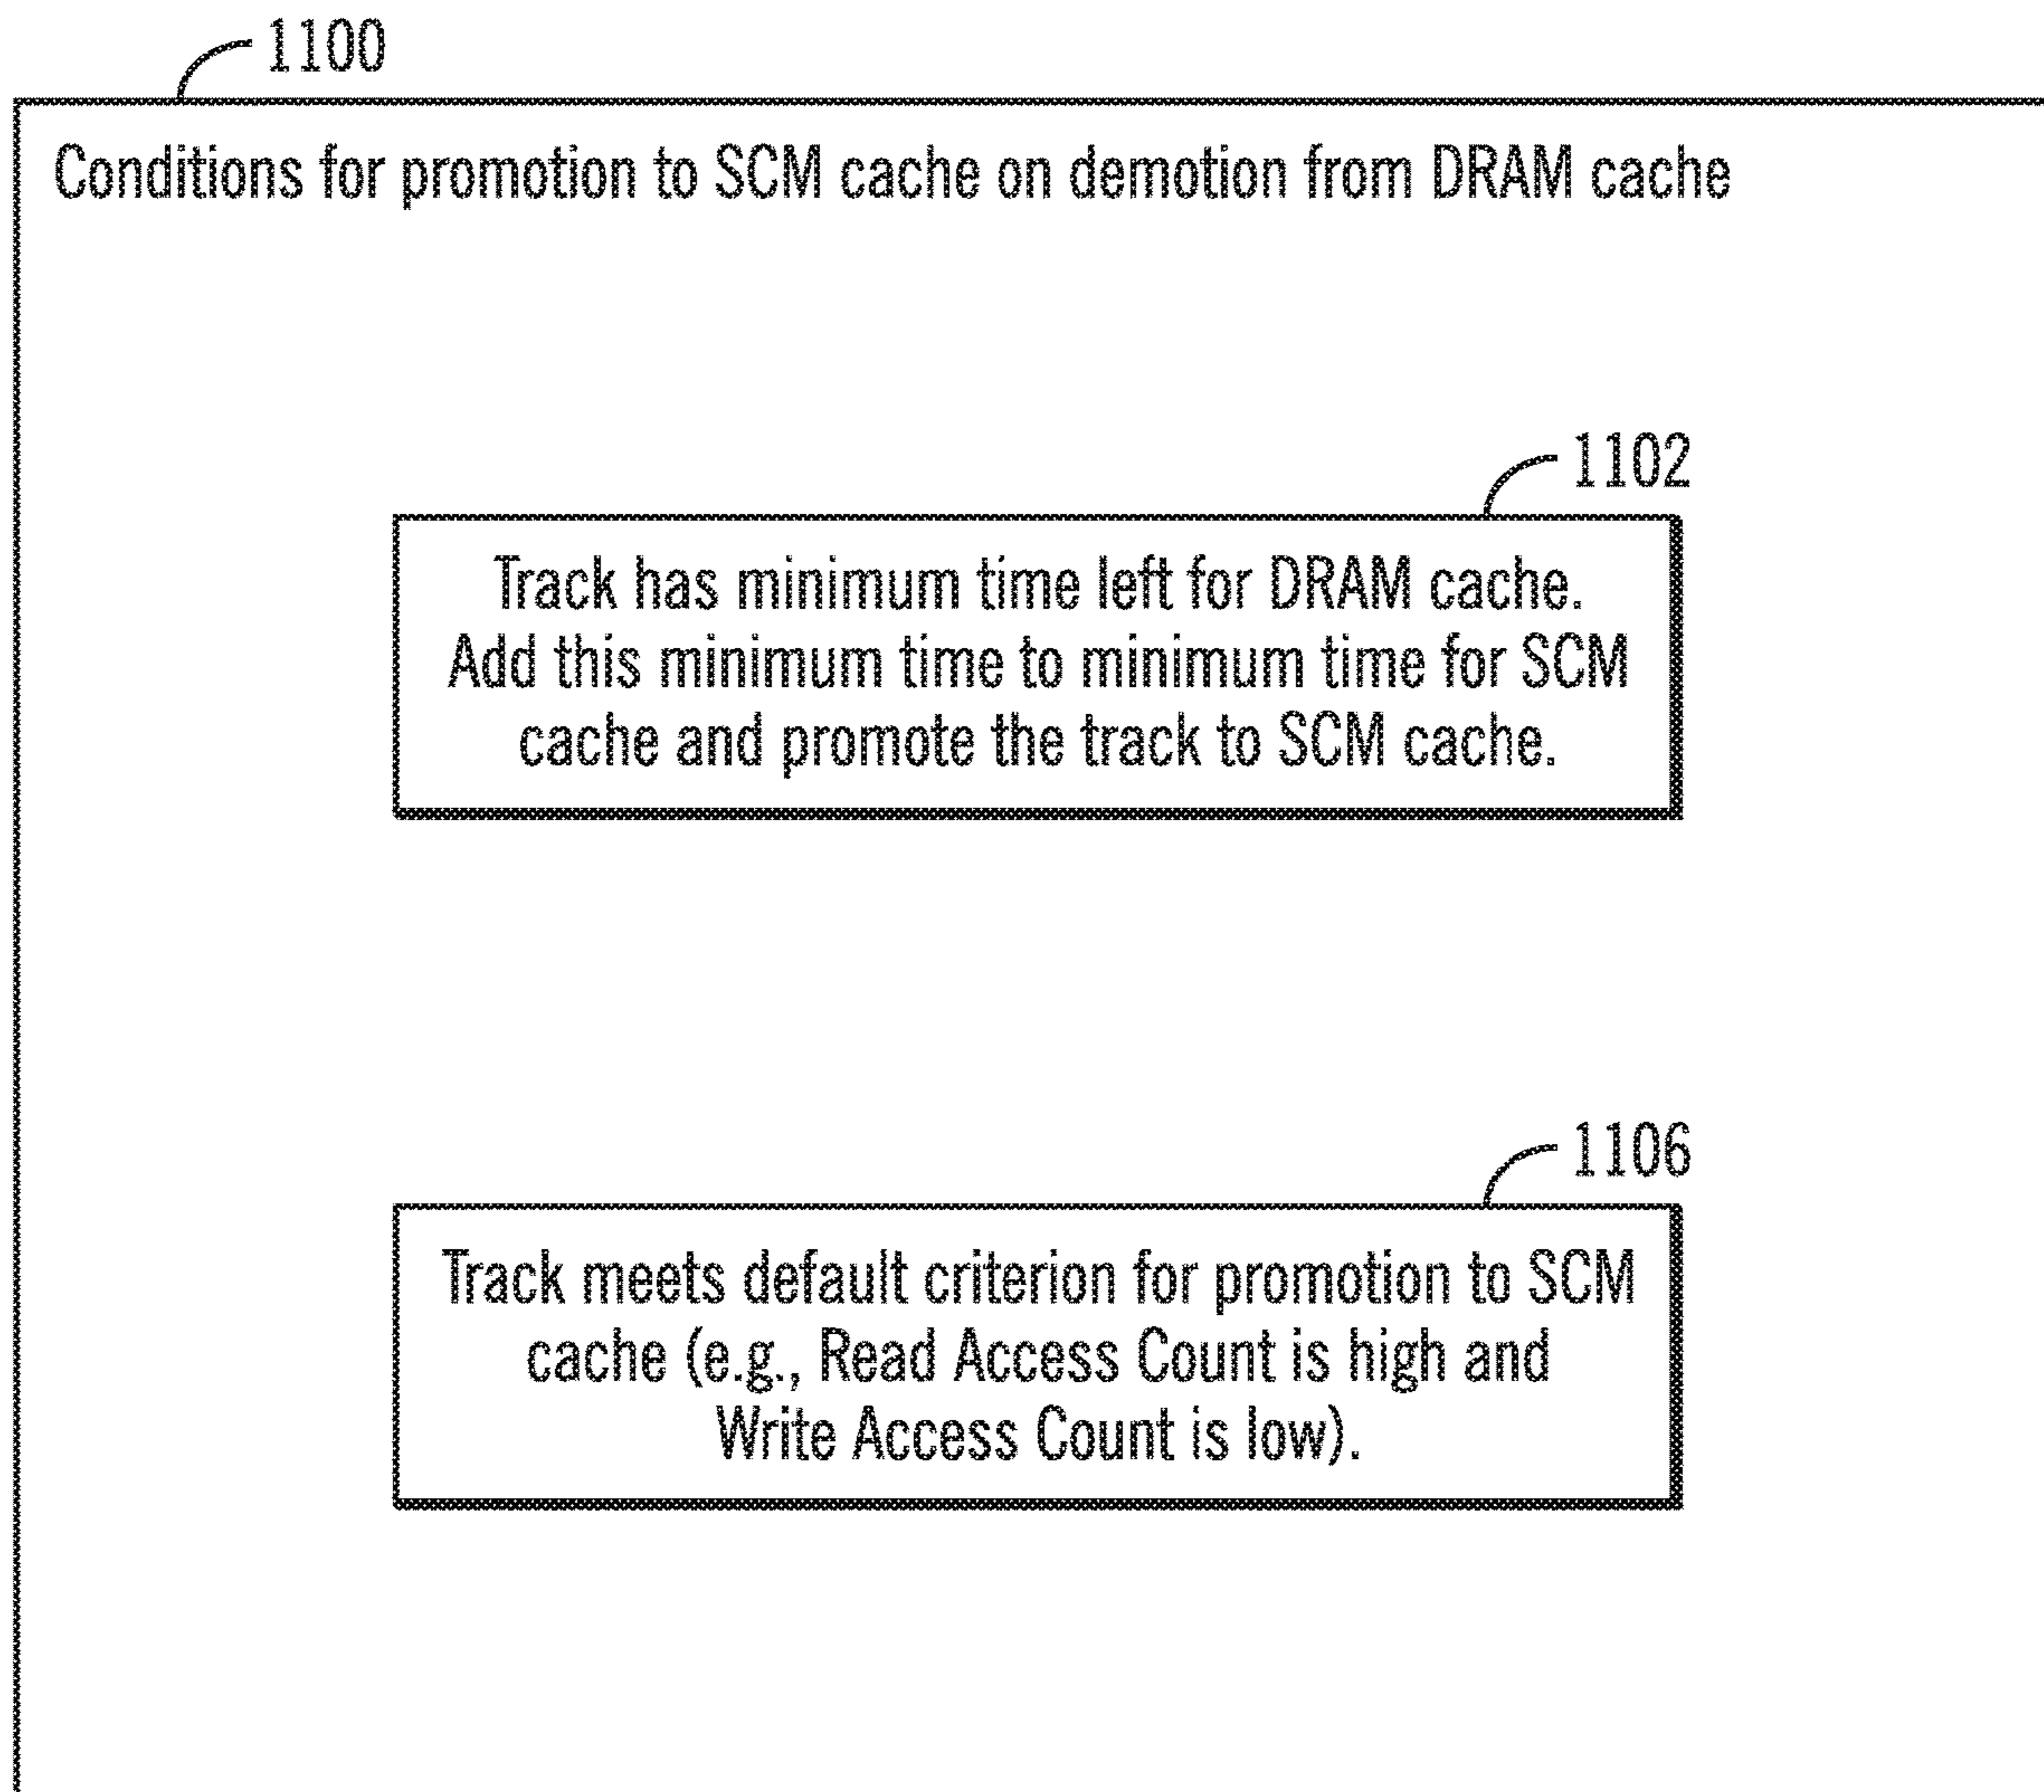 1100
Conditions for promotion to SCM cache on demotion from DRAM cache
1102
Track has minimum time left for DRAM cache.
Add this minimum time to minimum time for SCM
cache and promote the track to SCM cache.
1106
Track meets default criterion for promotion to SCM
cache (e.g., Read Access Count is high and
Write Access Count is low).